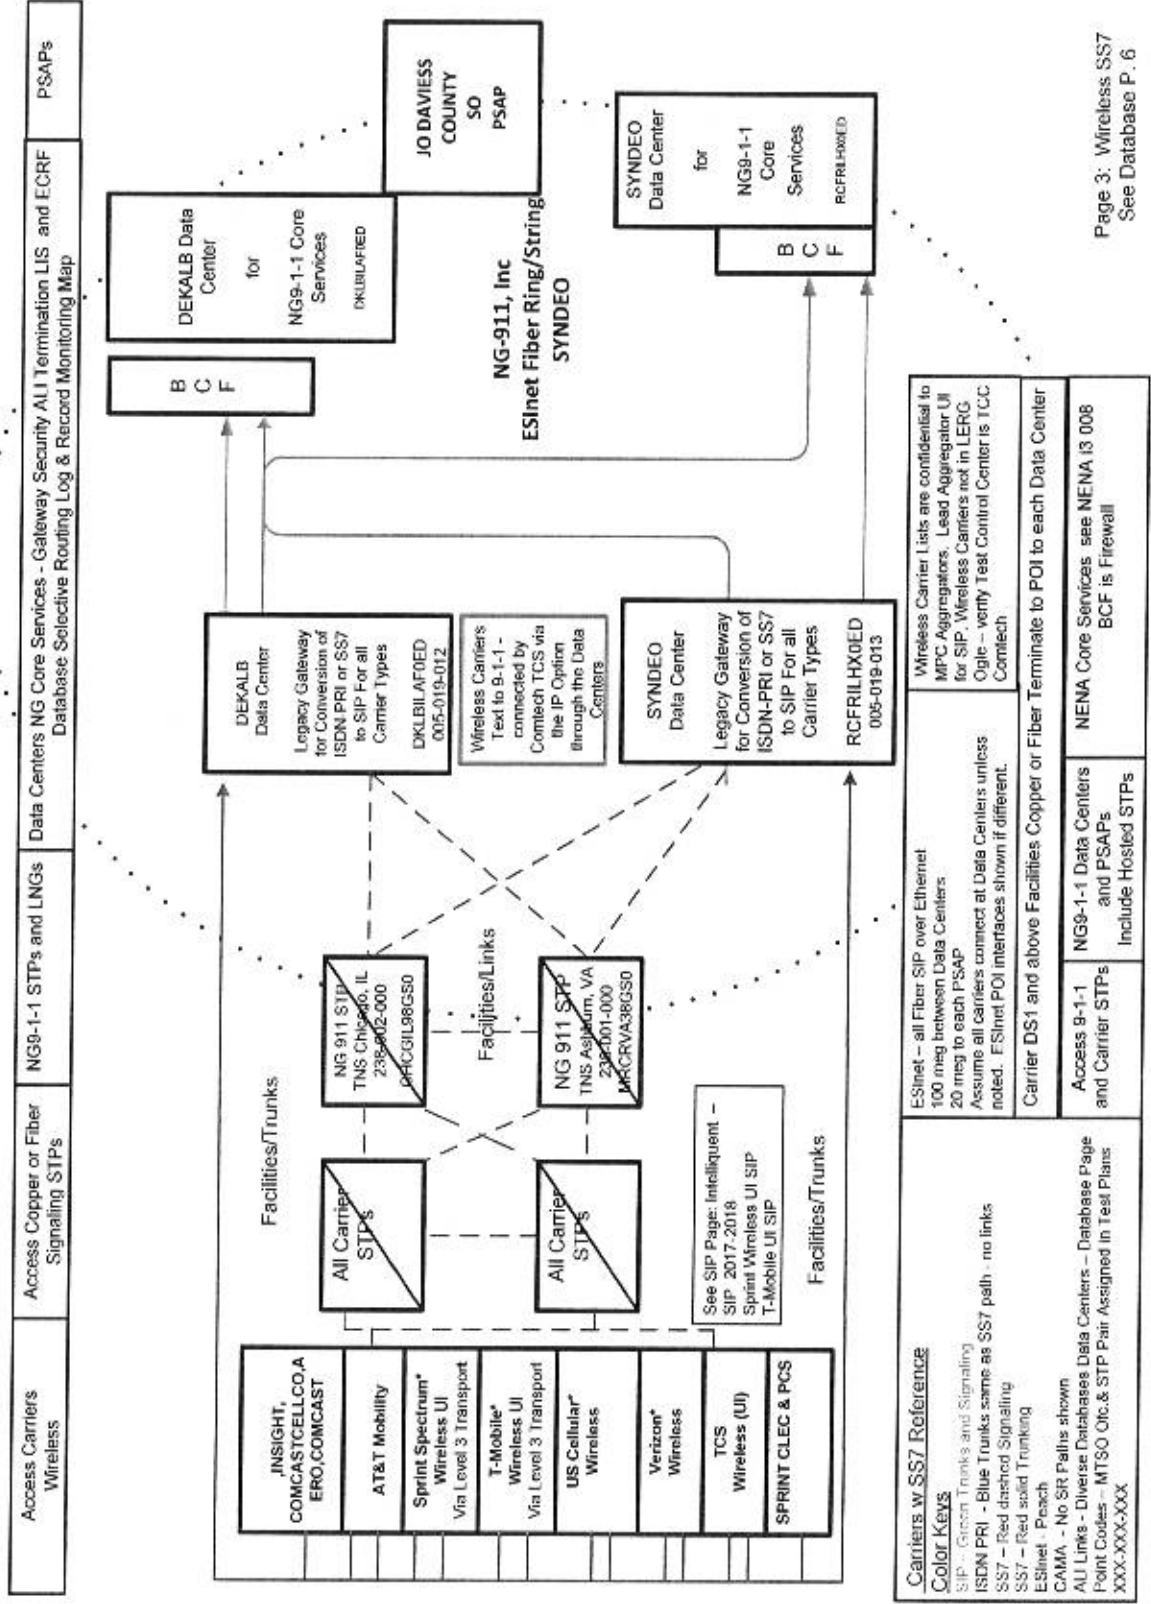 Access Carriers
Wireless
Access Copper or Fiber
Signaling STPs
NG9-1-1 STPs and LNGs
Data Centers NG Core Services - Gateway Security ALI Termination LIS and ECRF
Database Selective Routing Log & Record Monitoring Map
PSAPs
Facilities/Trunks
,INSIGHT,
COMCASTCELLCO,A
ERO,COMCAST
AT&T Mobility
Sprint Spectrum*
Wireless UI
Via Level 3 Transport
T-Mobile*
Wireless UI
Via Level 3 Transport
US Cellular*
Wireless
Verizon*
Wireless
TCS
Wireless (UI)
SPRINT CLEC & PCS
All Carrier
STPs
All Carrier
STPs
NG 911 STP
TNS Chicago, IL
238-002-000
CHCGIL98GS0
Facilities/Links
NG 911 STP
TNS Ashburn, VA
239-001-000
MRCRVA38GS0
See SIP Page: Intelliquent –
SIP 2017-2018
Sprint Wireless UI SIP
T-Mobile UI SIP
Facilities/Trunks
DEKALB
Data Center
Legacy Gateway
for Conversion of
ISDN-PRI or SS7
to SIP For all
Carrier Types
DKLBILAF0ED
005-019-012
Wireless Carriers
Text to 9-1-1 -
connected by
Comtech TCS via
the IP Option
through the Data
Centers
SYNDEO
Data Center
Legacy Gateway
for Conversion of
ISDN-PRI or SS7
to SIP For all
Carrier Types
RCFRILHX0ED
005-019-013
B
C
F
DEKALB Data
Center
for
NG9-1-1 Core
Services
DKLBILAFRED
JO DAVIESS
COUNTY
SO
PSAP
NG-911, Inc
ESInet Fiber Ring/String
SYNDEO
B
C
F
SYNDEO
Data Center
for
NG9-1-1
Core
Services
RCFRILHX0ED
Carriers w SS7 Reference
Color Keys
SIP – Green Trunks and Signaling
ISDN PRI - Blue Trunks same as SS7 path - no links
SS7 – Red dashed Signaling
SS7 – Red solid Trunking
ESInet - Peach
CAMA – No SR Paths shown
ALI Links - Diverse Databases Data Centers – Database Page
Point Codes – MTSO Ofc.& STP Pair Assigned in Test Plans
XXX-XXX-XXX
ESInet – all Fiber SIP over Ethernet
100 meg between Data Centers
20 meg to each PSAP
Assume all carriers connect at Data Centers unless
noted. ESInet POI interfaces shown if different.
Wireless Carrier Lists are confidential to
MPC Aggregators. Lead Aggregator UI
for SIP. Wireless Carriers not in LERG
Ogle – verify Test Control Center is TCC
Comtech
Carrier DS1 and above Facilities Copper or Fiber Terminate to POI to each Data Center
Access 9-1-1
and Carrier STPs
NG9-1-1 Data Centers
and PSAPs
Include Hosted STPs
NENA Core Services see NENA i3 008
BCF is Firewall
Page 3: Wireless SS7
See Database P. 6